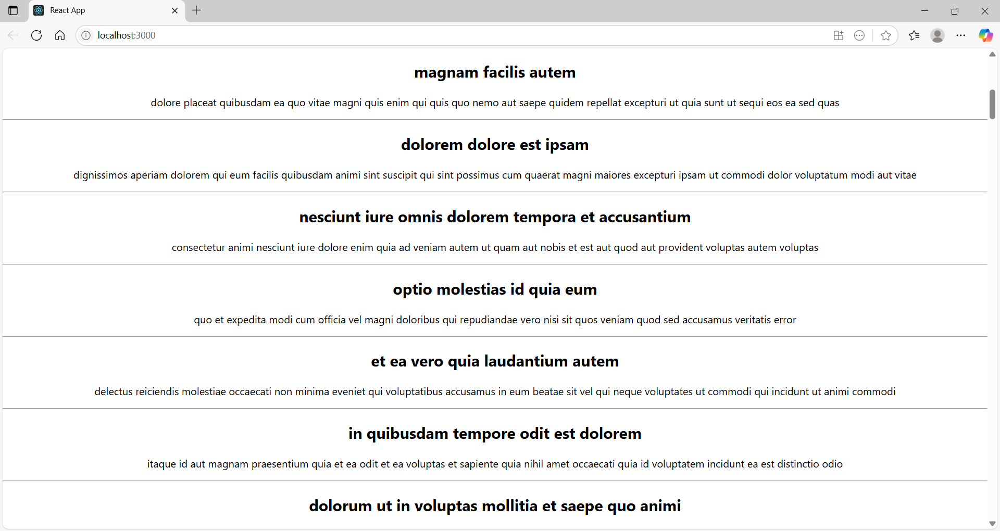 React App
localhost:3000
magnam facilis autem
dolore placeat quibusdam ea quo vitae magni quis enim qui quis quo nemo aut saepe quidem repellat excepturi ut quia sunt ut sequi eos ea sed quas
dolorem dolore est ipsam
dignissimos aperiam dolorem qui eum facilis quibusdam animi sint suscipit qui sint possimus cum quaerat magni maiores excepturi ipsam ut commodi dolor voluptatum modi aut vitae
nesciunt iure omnis dolorem tempora et accusantium
consectetur animi nesciunt iure dolore enim quia ad veniam autem ut quam aut nobis et est aut quod aut provident voluptas autem voluptas
optio molestias id quia eum
quo et expedita modi cum officia vel magni doloribus qui repudiandae vero nisi sit quos veniam quod sed accusamus veritatis error
et ea vero quia laudantium autem
delectus reiciendis molestiae occaecati non minima eveniet qui voluptatibus accusamus in eum beatae sit vel qui neque voluptates ut commodi qui incidunt ut animi commodi
in quibusdam tempore odit est dolorem
itaque id aut magnam praesentium quia et ea odit et ea voluptas et sapiente quia nihil amet occaecati quia id voluptatem incidunt ea est distinctio odio
dolorum ut in voluptas mollitia et saepe quo animi